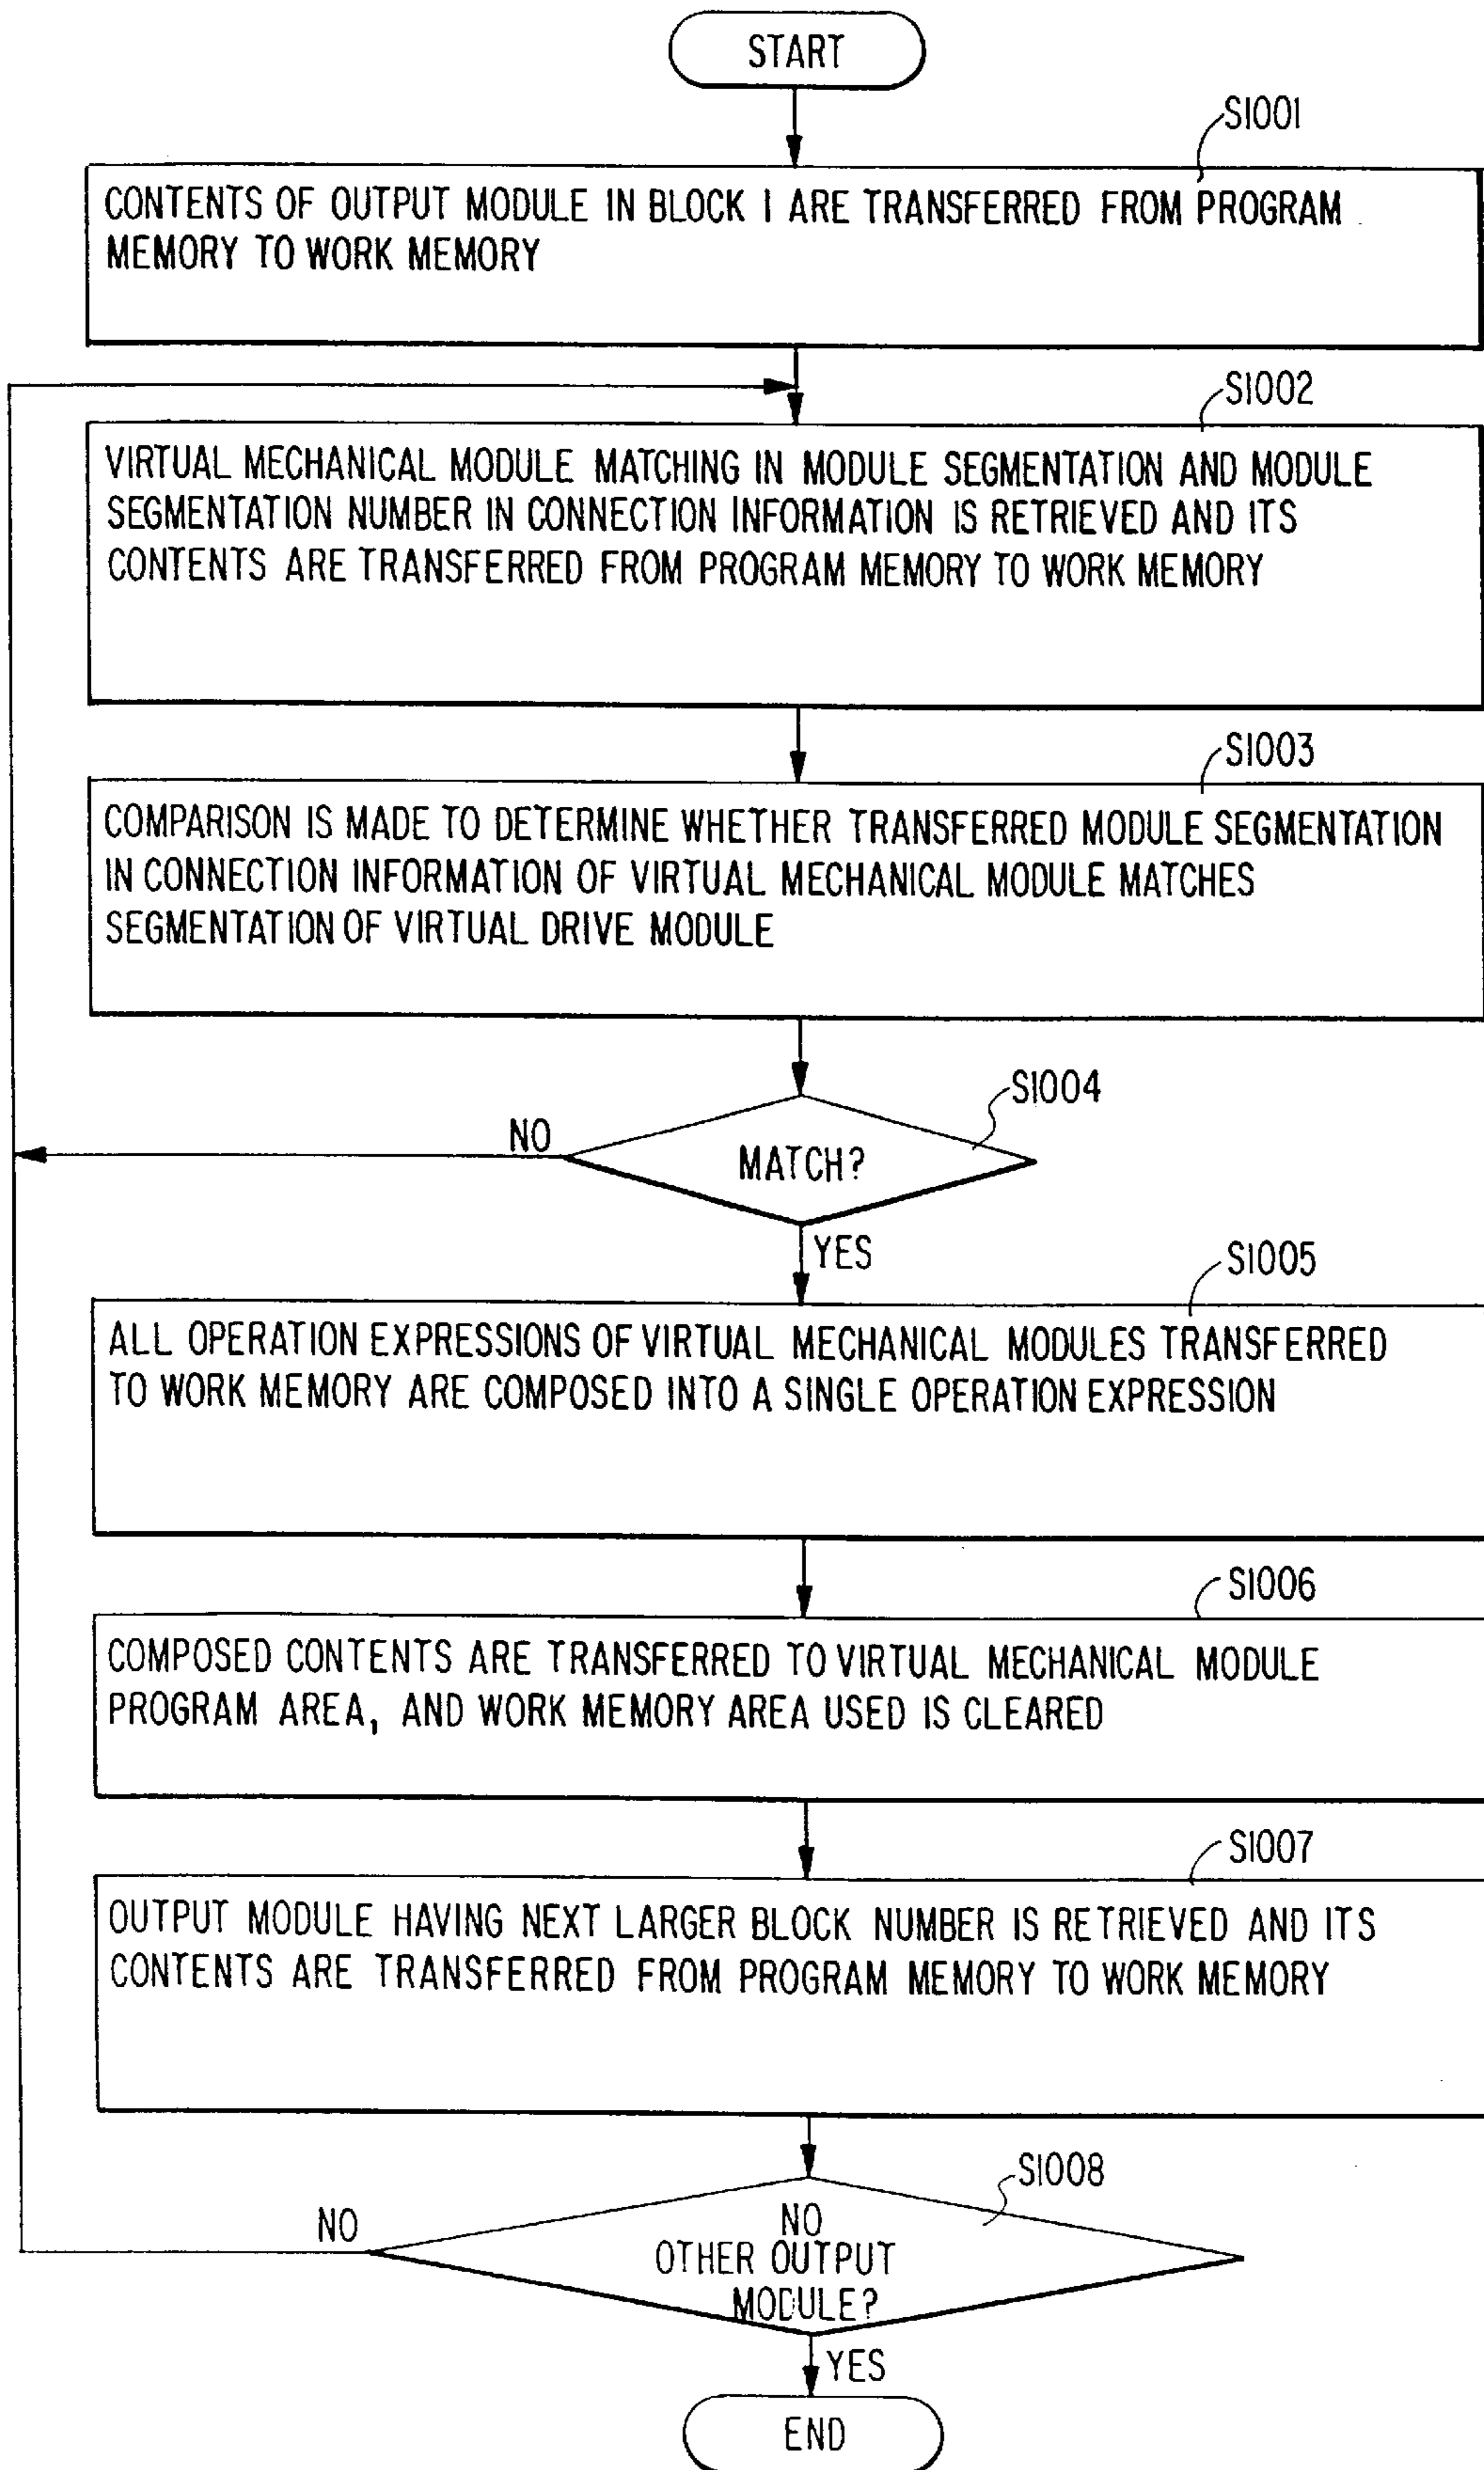 START
S1001
CONTENTS OF OUTPUT MODULE IN BLOCK 1 ARE TRANSFERRED FROM PROGRAM
MEMORY TO WORK MEMORY
S1002
VIRTUAL MECHANICAL MODULE MATCHING IN MODULE SEGMENTATION AND MODULE
SEGMENTATION NUMBER IN CONNECTION INFORMATION IS RETRIEVED AND ITS
CONTENTS ARE TRANSFERRED FROM PROGRAM MEMORY TO WORK MEMORY
S1003
COMPARISON IS MADE TO DETERMINE WHETHER TRANSFERRED MODULE SEGMENTATION
IN CONNECTION INFORMATION OF VIRTUAL MECHANICAL MODULE MATCHES
SEGMENTATION OF VIRTUAL DRIVE MODULE
S1004
NO
MATCH?
YES
S1005
ALL OPERATION EXPRESSIONS OF VIRTUAL MECHANICAL MODULES TRANSFERRED
TO WORK MEMORY ARE COMPOSED INTO A SINGLE OPERATION EXPRESSION
S1006
COMPOSED CONTENTS ARE TRANSFERRED TO VIRTUAL MECHANICAL MODULE
PROGRAM AREA, AND WORK MEMORY AREA USED IS CLEARED
S1007
OUTPUT MODULE HAVING NEXT LARGER BLOCK NUMBER IS RETRIEVED AND ITS
CONTENTS ARE TRANSFERRED FROM PROGRAM MEMORY TO WORK MEMORY
S1008
NO
NO
OTHER OUTPUT
MODULE?
YES
END